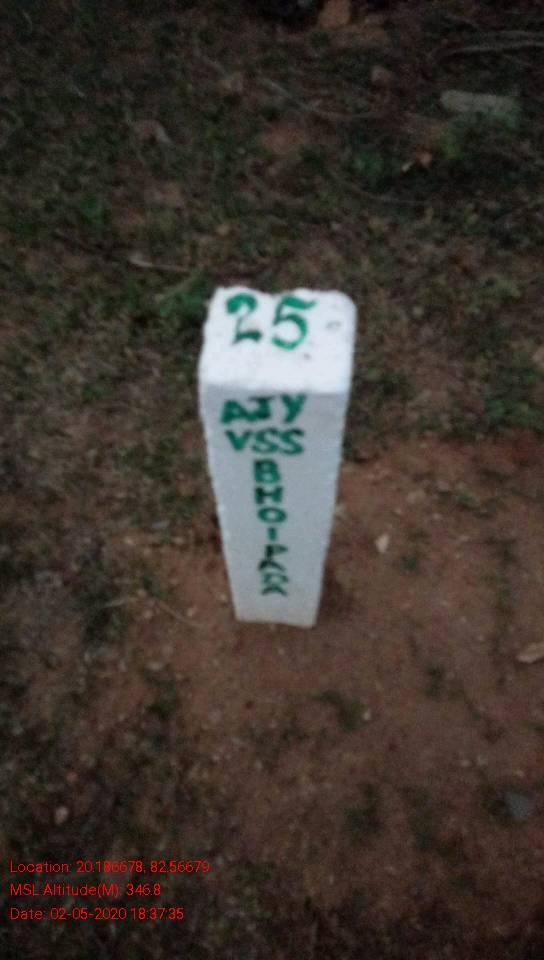 25
AJY
VSS
BHOIPADA
Location: 20.186678, 82.56679
MSL Altitude(M): 346.8
Date: 02-05-2020 18:37:35